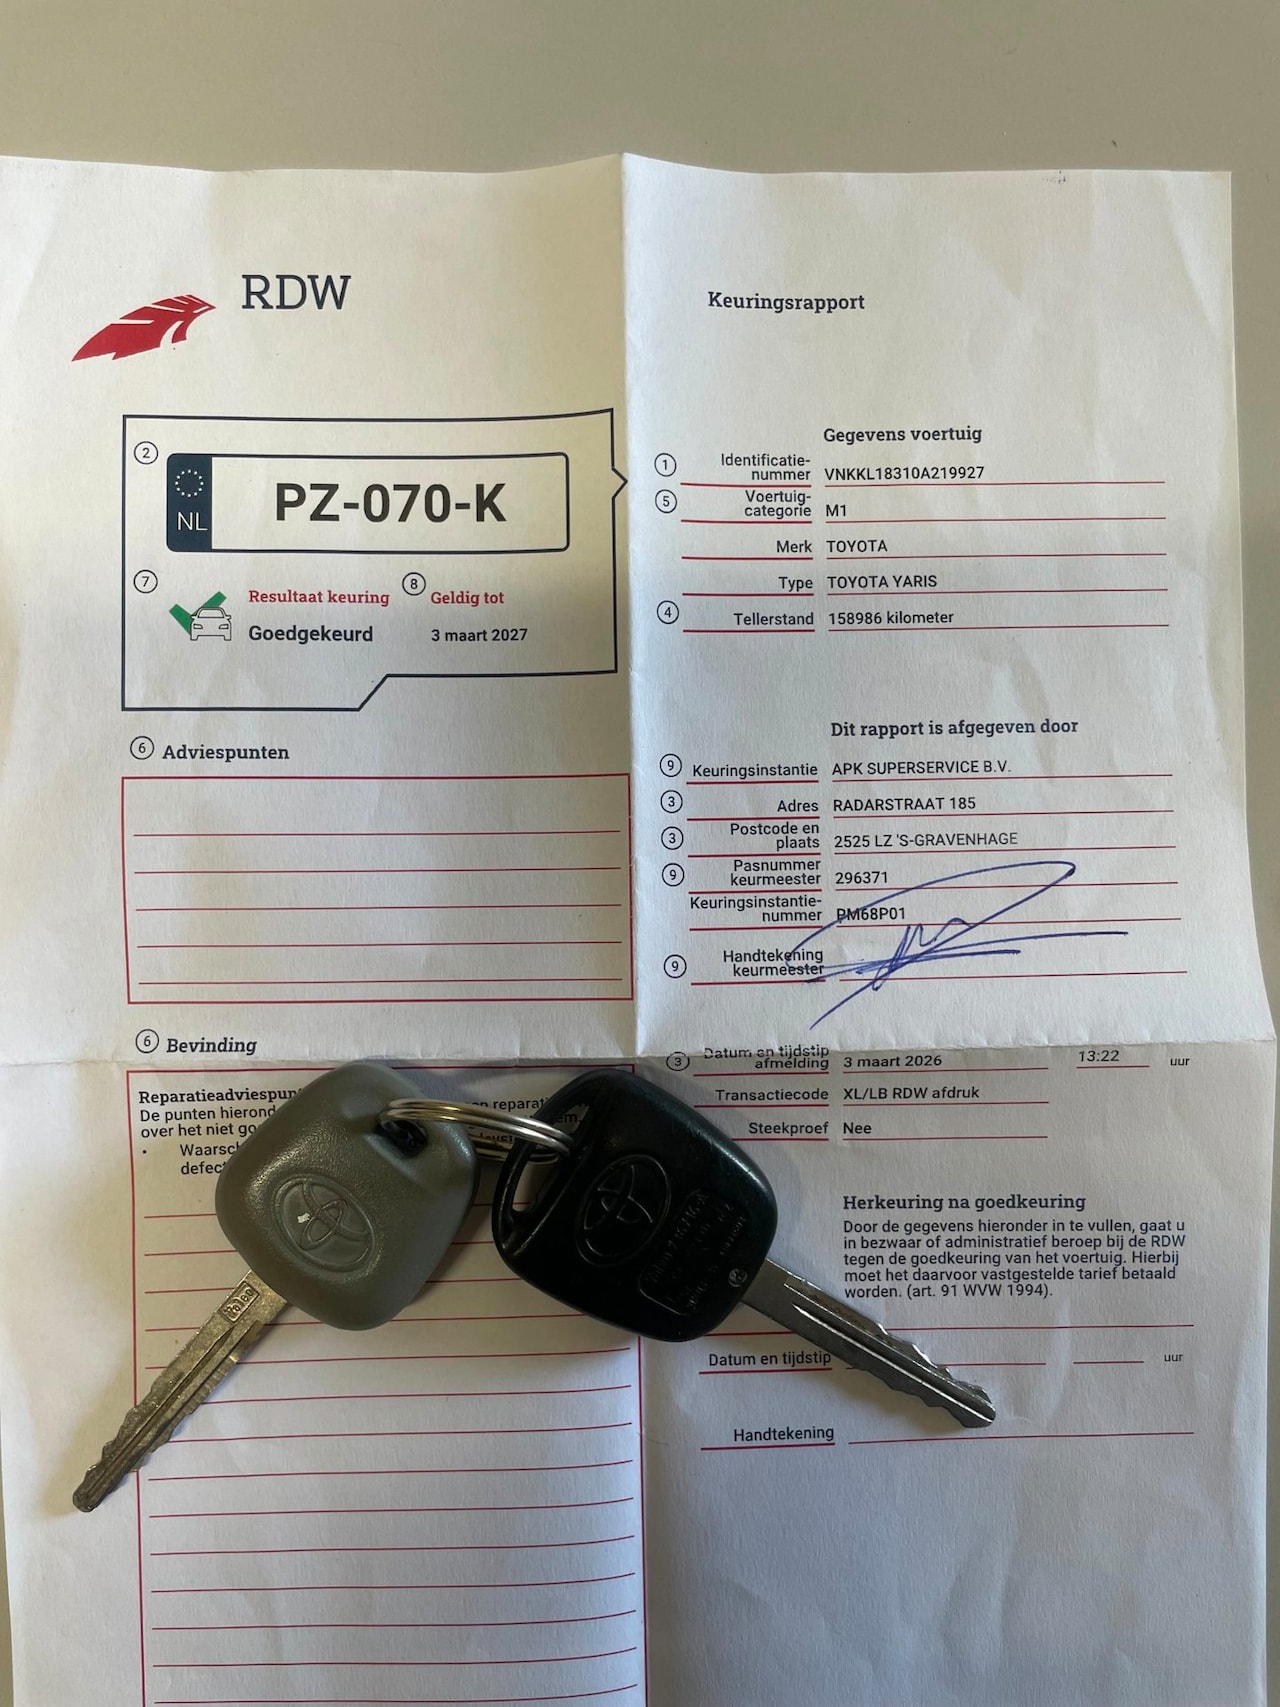 RDW
Keuringsrapport
2
NL
PZ-070-K
7
Resultaat keuring
Goedgekeurd
8
Geldig tot
3 maart 2027
6 Adviespunten
6 Bevinding
Reparatieadviespun
De punten hierond
over het niet go
• Waarsc
defec
Gegevens voertuig
1 Identificatie-
nummer VNKKL18310A219927
5 Voertuig-
categorie M1
Merk TOYOTA
Type TOYOTA YARIS
4 Tellerstand 158986 kilometer
Dit rapport is afgegeven door
9 Keuringsinstantie APK SUPERSERVICE B.V.
3 Adres RADARSTRAAT 185
3 Postcode en
plaats 2525 LZ 'S-GRAVENHAGE
9 Pasnummer
keurmeester 296371
Keuringsinstantie-
nummer PM68P01
9 Handtekening
keurmeester
3 Datum en tijdstip
afmelding 3 maart 2026 13:22 uur
Transactiecode XL/LB RDW afdruk
Steekproef Nee
Herkeuring na goedkeuring
Door de gegevens hieronder in te vullen, gaat u
in bezwaar of administratief beroep bij de RDW
tegen de goedkeuring van het voertuig. Hierbij
moet het daarvoor vastgestelde tarief betaald
worden. (art. 91 WVW 1994).
Datum en tijdstip uur
Handtekening